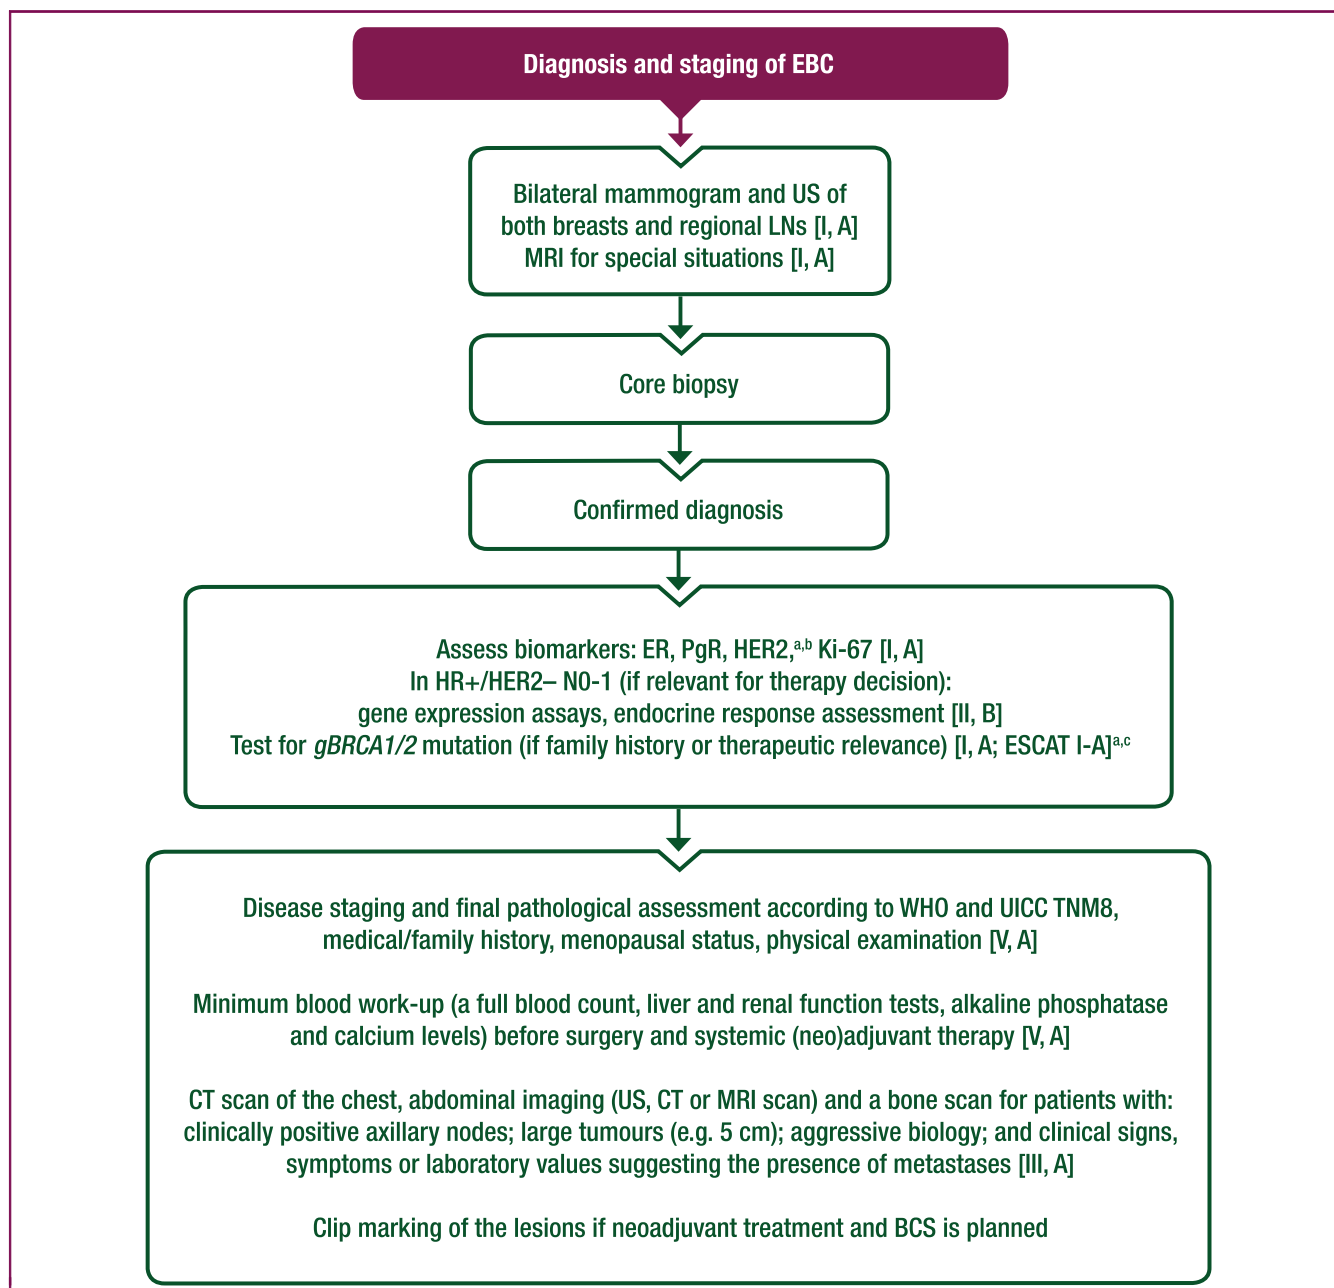 Diagnosis and staging of EBC
Bilateral mammogram and US of
both breasts and regional LNs [I, A]
MRI for special situations [I, A]
Core biopsy
Confirmed diagnosis
Assess biomarkers: ER, PgR, HER2,a,b Ki-67 [I, A]
In HR+/HER2– N0-1 (if relevant for therapy decision):
gene expression assays, endocrine response assessment [II, B]
Test for gBRCA1/2 mutation (if family history or therapeutic relevance) [I, A; ESCAT I-A]a,c
Disease staging and final pathological assessment according to WHO and UICC TNM8,
medical/family history, menopausal status, physical examination [V, A]
Minimum blood work-up (a full blood count, liver and renal function tests, alkaline phosphatase
and calcium levels) before surgery and systemic (neo)adjuvant therapy [V, A]
CT scan of the chest, abdominal imaging (US, CT or MRI scan) and a bone scan for patients with:
clinically positive axillary nodes; large tumours (e.g. 5 cm); aggressive biology; and clinical signs,
symptoms or laboratory values suggesting the presence of metastases [III, A]
Clip marking of the lesions if neoadjuvant treatment and BCS is planned